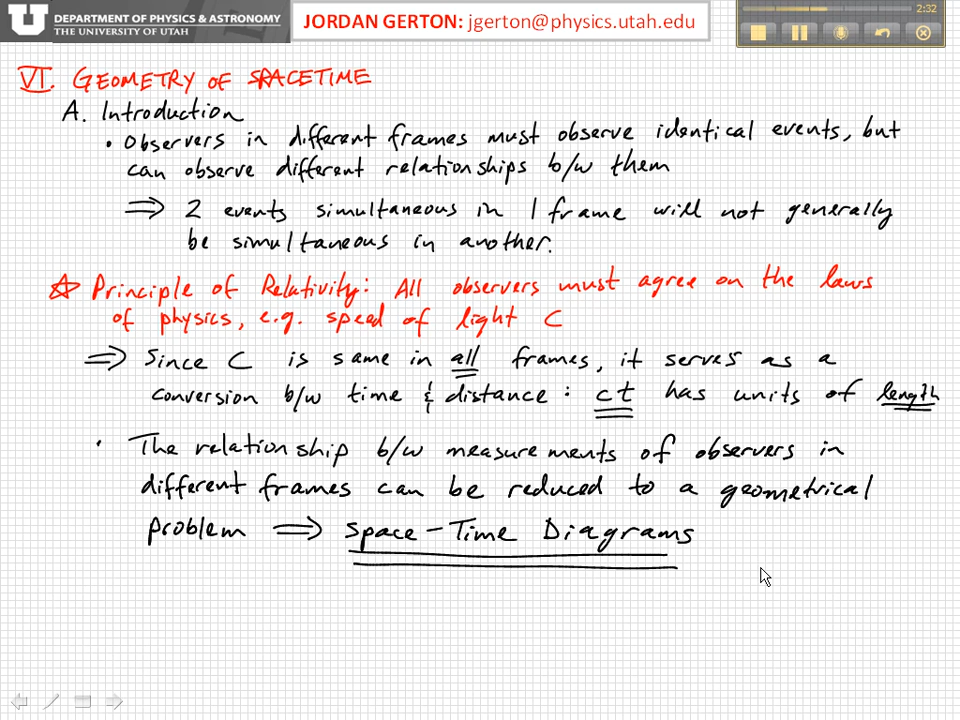 U DEPARTMENT OF PHYSICS & ASTRONOMY
THE UNIVERSITY OF UTAH
JORDAN GERTON: jgerton@physics.utah.edu
2:32
VI. GEOMETRY OF SPACETIME
A. Introduction
• Observers in different frames must observe identical events, but
can observe different relationships b/w them
⇒ 2 events simultaneous in 1 frame will not generally
be simultaneous in another.
☆ Principle of Relativity: All observers must agree on the laws
of physics, e.g. speed of light C
⇒ Since C is same in all frames, it serves as a
conversion b/w time & distance: ct has units of length
• The relationship b/w measurements of observers in
different frames can be reduced to a geometrical
problem ⇒ Space-Time Diagrams